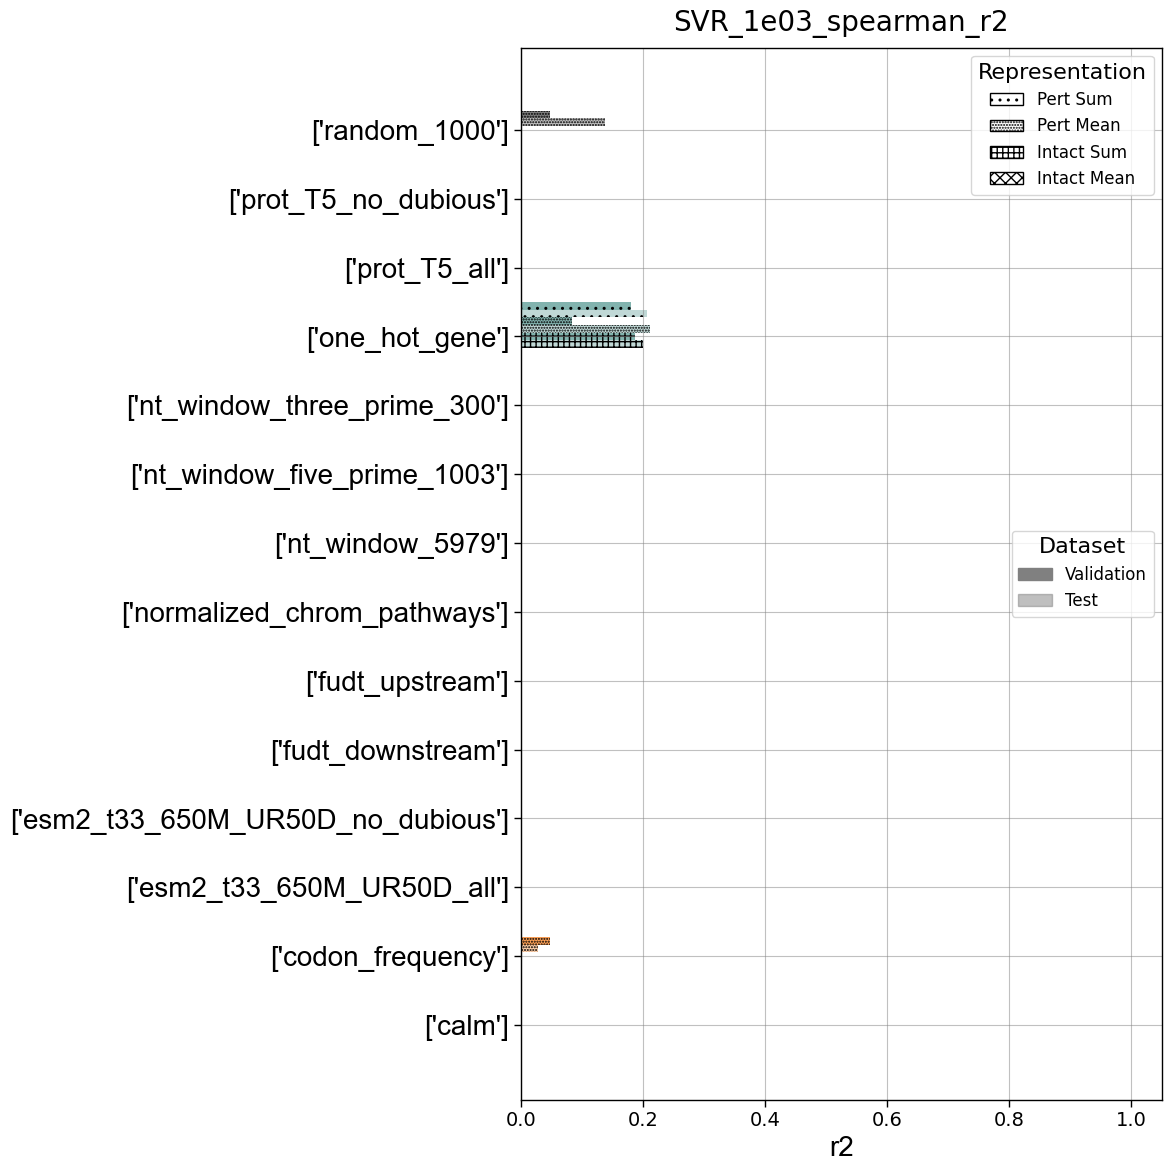 SVR_1e03_spearman_r2
Representation
Pert Sum
Pert Mean
Intact Sum
Intact Mean
['random_1000']
['prot_T5_no_dubious']
['prot_T5_all']
['one_hot_gene']
['nt_window_three_prime_300']
['nt_window_five_prime_1003']
['nt_window_5979']
Dataset
Validation
Test
['normalized_chrom_pathways']
['fudt_upstream']
['fudt_downstream']
['esm2_t33_650M_UR50D_no_dubious']
['esm2_t33_650M_UR50D_all']
['codon_frequency']
['calm']
0.0 0.2 0.4 0.6 0.8 1.0
r2